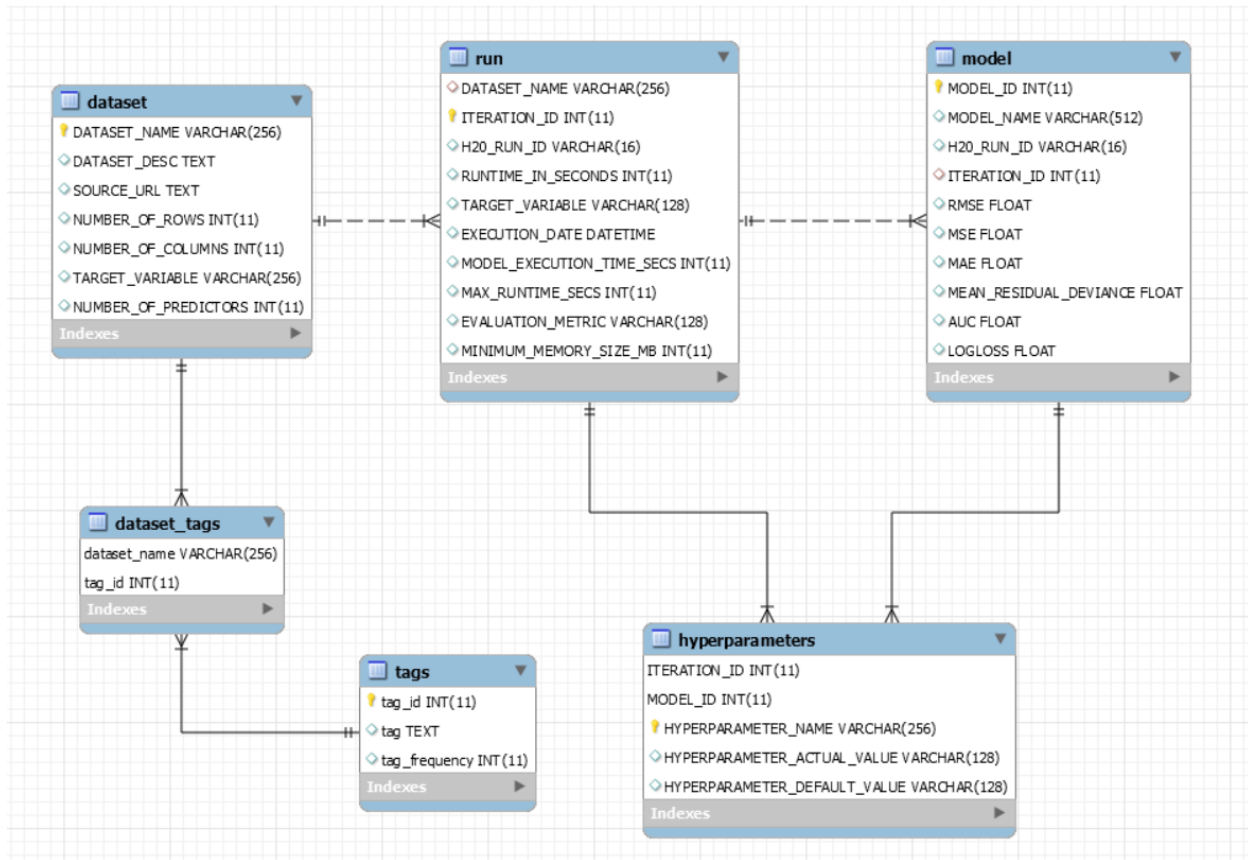 dataset
DATASET_NAME VARCHAR(256)
DATASET_DESC TEXT
SOURCE_URL TEXT
NUMBER_OF_ROWS INT(11)
NUMBER_OF_COLUMNS INT(11)
TARGET_VARIABLE VARCHAR(256)
NUMBER_OF_PREDICTORS INT(11)
Indexes
run
DATASET_NAME VARCHAR(256)
ITERATION_ID INT(11)
H20_RUN_ID VARCHAR(16)
RUNTIME_IN_SECONDS INT(11)
TARGET_VARIABLE VARCHAR(128)
EXECUTION_DATE DATETIME
MODEL_EXECUTION_TIME_SECS INT(11)
MAX_RUNTIME_SECS INT(11)
EVALUATION_METRIC VARCHAR(128)
MINIMUM_MEMORY_SIZE_MB INT(11)
Indexes
model
MODEL_ID INT(11)
MODEL_NAME VARCHAR(512)
H20_RUN_ID VARCHAR(16)
ITERATION_ID INT(11)
RMSE FLOAT
MSE FLOAT
MAE FLOAT
MEAN_RESIDUAL_DEVIANCE FLOAT
AUC FLOAT
LOGLOSS FLOAT
Indexes
dataset_tags
dataset_name VARCHAR(256)
tag_id INT(11)
Indexes
tags
tag_id INT(11)
tag TEXT
tag_frequency INT(11)
Indexes
hyperparameters
ITERATION_ID INT(11)
MODEL_ID INT(11)
HYPERPARAMETER_NAME VARCHAR(256)
HYPERPARAMETER_ACTUAL_VALUE VARCHAR(128)
HYPERPARAMETER_DEFAULT_VALUE VARCHAR(128)
Indexes